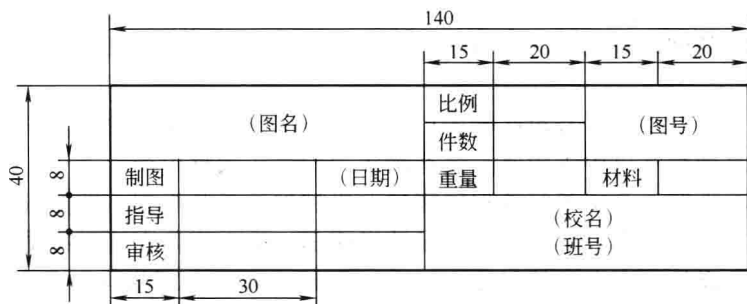 140
15 20 15 20
比例
(图名) (图号)
件数
40
8 制图 (日期) 重量 材料
8 指导 (校名)
8 审核 (班号)
15 30